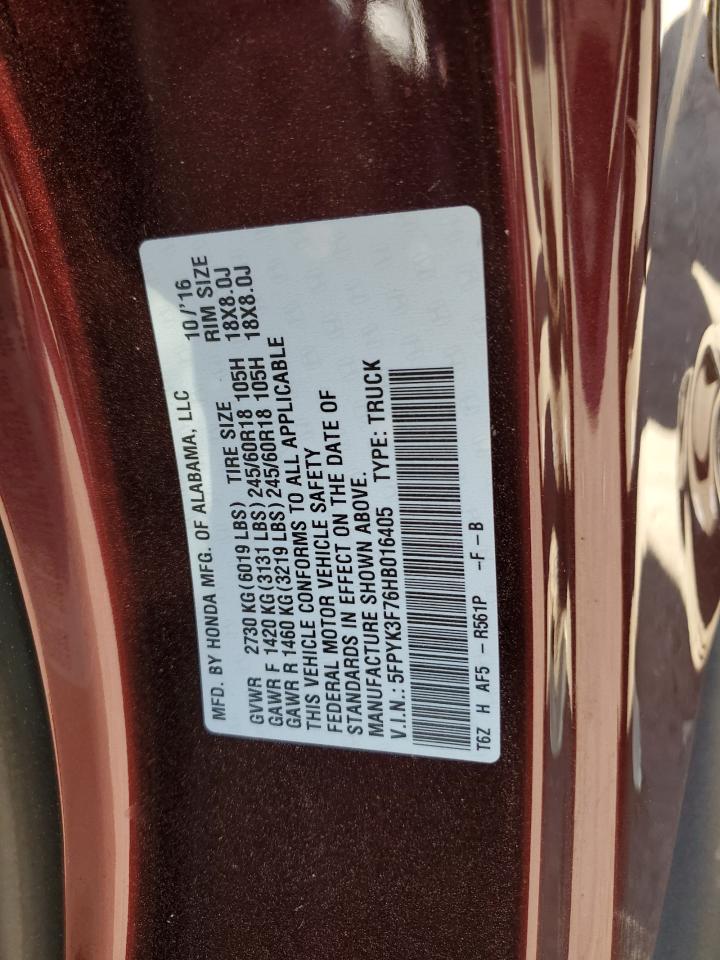 MFD. BY HONDA MFG. OF ALABAMA, LLC 10/'16
GVWR 2730 KG(6019 LBS) TIRE SIZE RIM SIZE
GAWR F 1420 KG(3131 LBS)245/60R18 105H 18X8.0J
GAWR R 1460 KG(3219 LBS)245/60R18 105H 18X8.0J
THIS VEHICLE CONFORMS TO ALL APPLICABLE
FEDERAL MOTOR VEHICLE SAFETY
STANDARDS IN EFFECT ON THE DATE OF
MANUFACTURE SHOWN ABOVE.
V.I.N.:5FPYK3F76HB016405 TYPE: TRUCK
T6Z H AF5 - R561P -F-B